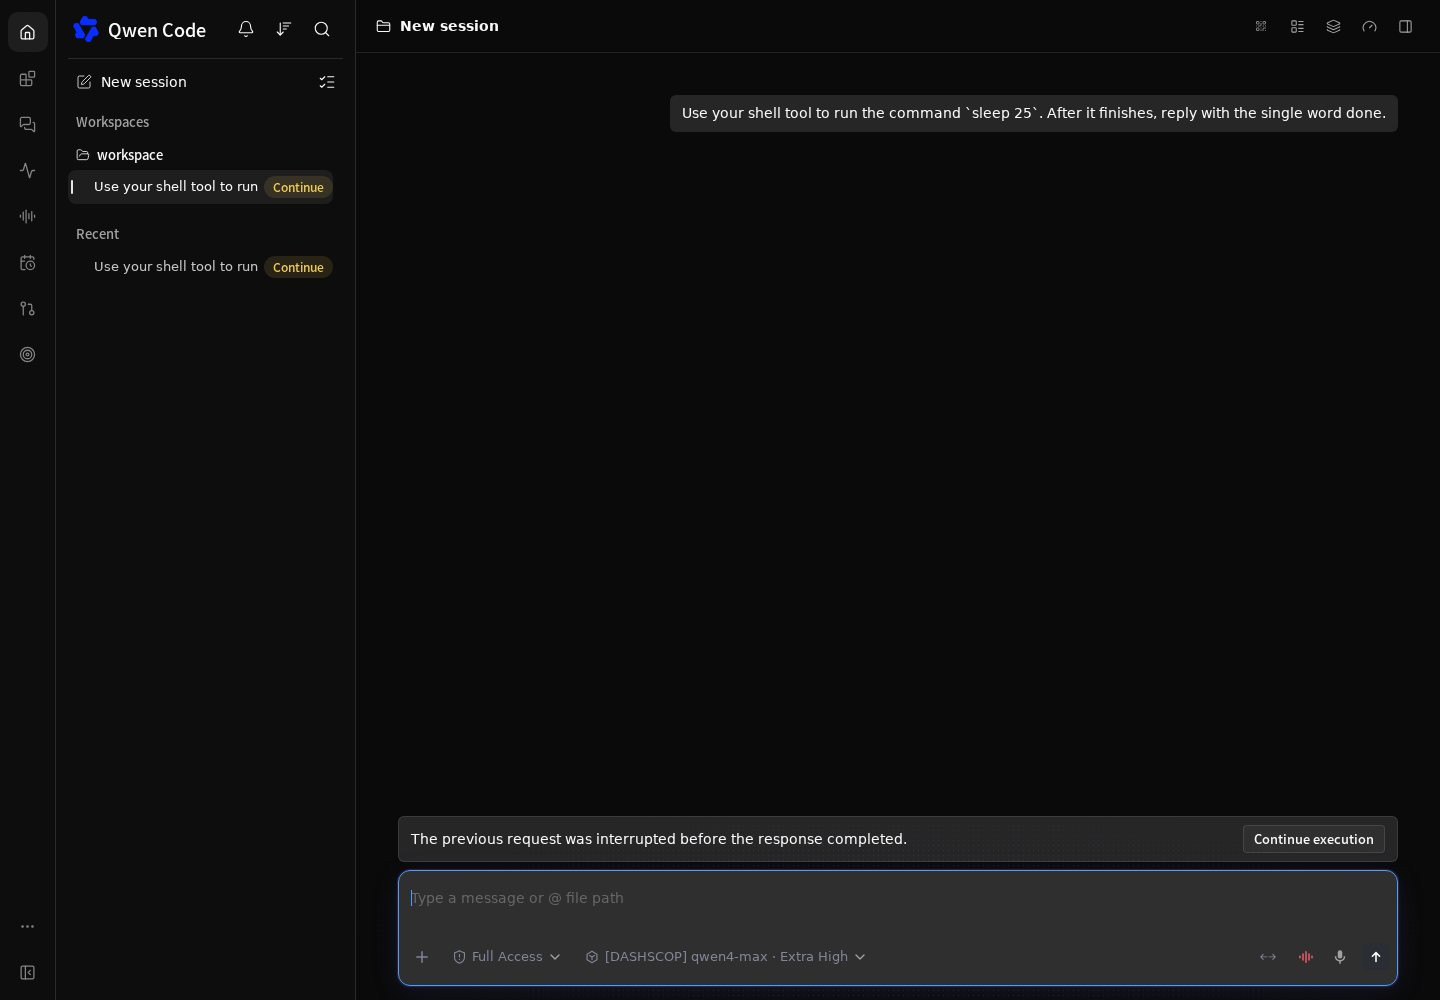 Qwen Code
New session
Workspaces
workspace
Use your shell tool to run Continue
Recent
Use your shell tool to run Continue
New session
Use your shell tool to run the command `sleep 25`. After it finishes, reply with the single word done.
The previous request was interrupted before the response completed. Continue execution
Type a message or @ file path
Full Access [DASHSCOP] qwen4-max · Extra High